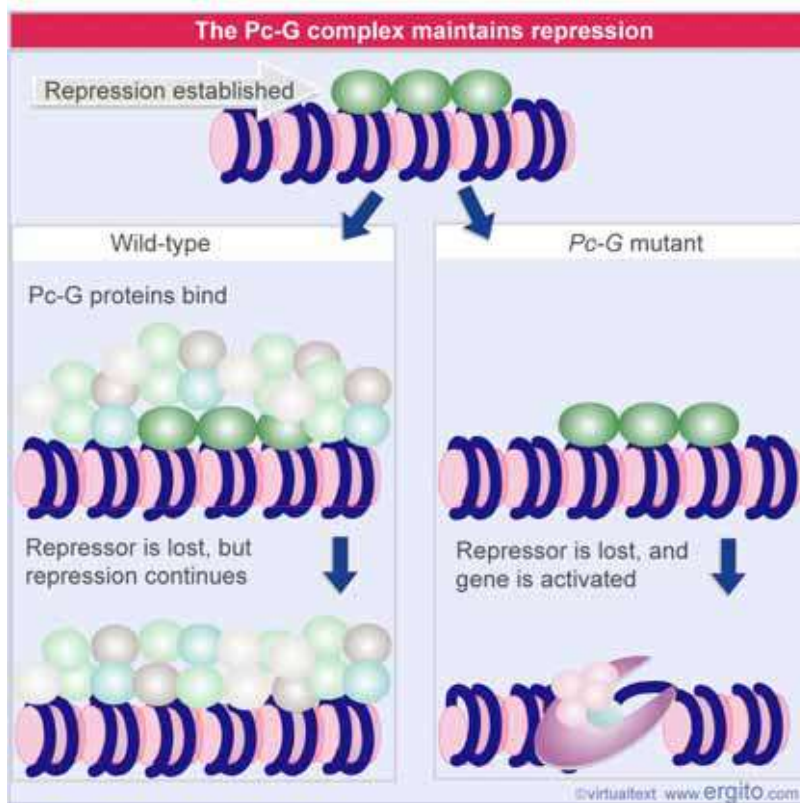 The Pc-G complex maintains repression
Repression established
Wild-type
Pc-G proteins bind
Repressor is lost, but
repression continues
Pc-G mutant
Repressor is lost, and
gene is activated
©virtualtext www.ergito.com